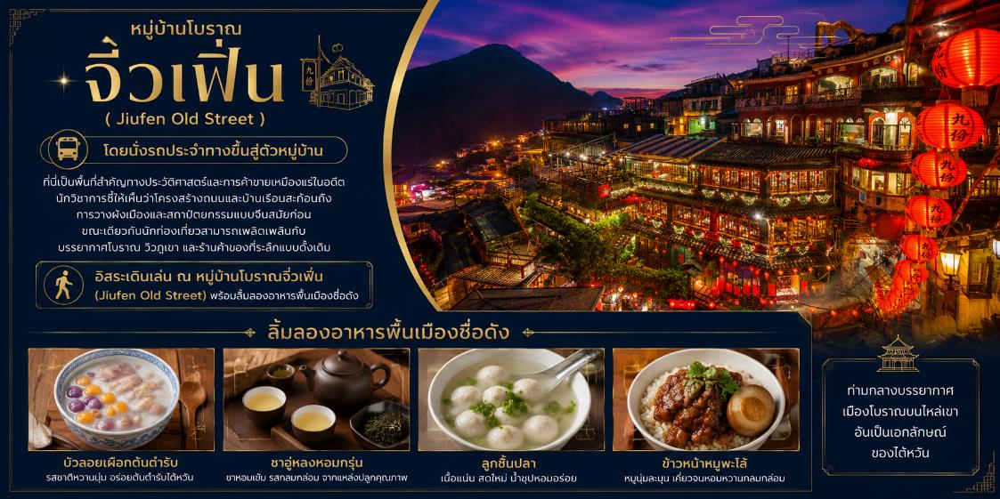 หมู่บ้านโบราณ
จิ่วเฟิ่น
九份
( Jiufen Old Street )
โดยนั่งรถประจำทางขึ้นสู่ตัวหมู่บ้าน
ที่นี่เป็นพื้นที่สำคัญทางประวัติศาสตร์และการค้าขายเหมืองแร่ในอดีต
นักวิชาการชี้ให้เห็นว่าโครงสร้างถนนและบ้านเรือนสะท้อนถึง
การวางผังเมืองและสถาปัตยกรรมแบบจีนสมัยก่อน
ขณะเดียวกันนักท่องเที่ยวสามารถเพลิดเพลินกับ
บรรยากาศโบราณ วิวภูเขา และร้านค้าของที่ระลึกแบบดั้งเดิม
อิสระเดินเล่น ณ หมู่บ้านโบราณจิ่วเฟิ่น
(Jiufen Old Street) พร้อมลิ้มลองอาหารพื้นเมืองชื่อดัง
九份
九份
九份
ลิ้มลองอาหารพื้นเมืองชื่อดัง
บัวลอยเผือกต้นตำรับ
รสชาติหวานนุ่ม อร่อยต้นตำรับไต้หวัน
ชาอู่หลงหอมกรุ่น
ชาหอมเข้ม รสกลมกล่อม จากแหล่งปลูกคุณภาพ
ลูกชิ้นปลา
เนื้อแน่น สดใหม่ น้ำซุปหอมอร่อย
ข้าวหน้าหมูพะโล้
หมูนุ่มละมุน เคี่ยวจนหอมหวานกลมกล่อม
ท่ามกลางบรรยากาศ
เมืองโบราณบนไหล่เขา
อันเป็นเอกลักษณ์
ของไต้หวัน